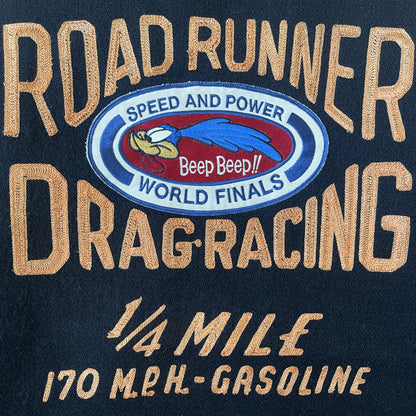 ROAD RUNNER
SPEED AND POWER
BEEP BEEP!!
WORLD FINALS
DRAG·RACING
1/4 MILE
170 M.P.H.-GASOLINE